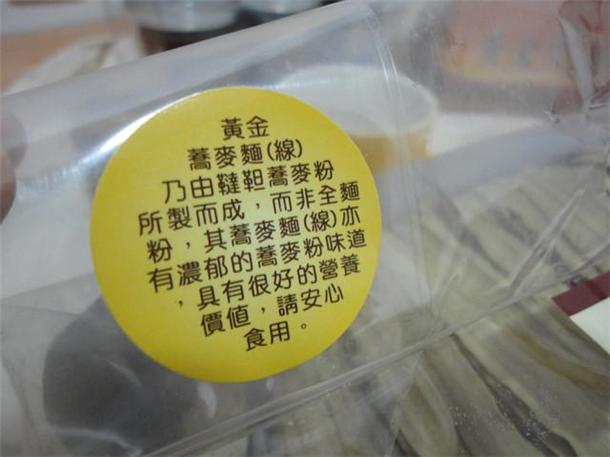 黃金
蕎麥麵(線)
乃由韃靼蕎麥粉
所製而成，而非全麵
粉，其蕎麥麵(線)亦
有濃郁的蕎麥粉味道
，具有很好的營養
價值，請安心
食用。